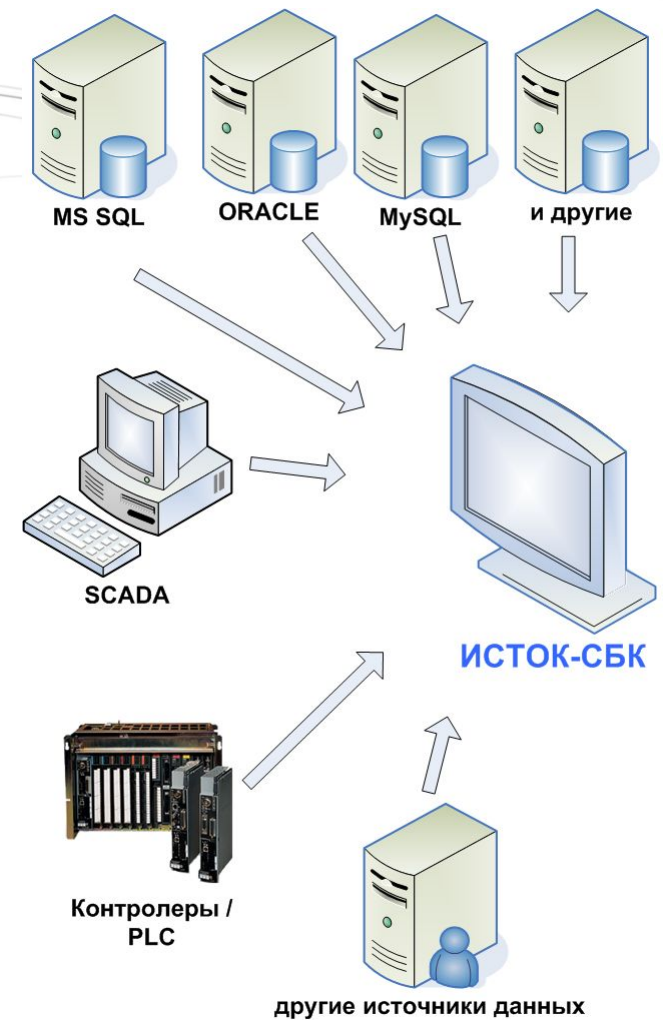 MS SQL
ORACLE
MySQL
и другие
SCADA
ИСТОК-СБК
Контролеры /
PLC
другие источники данных